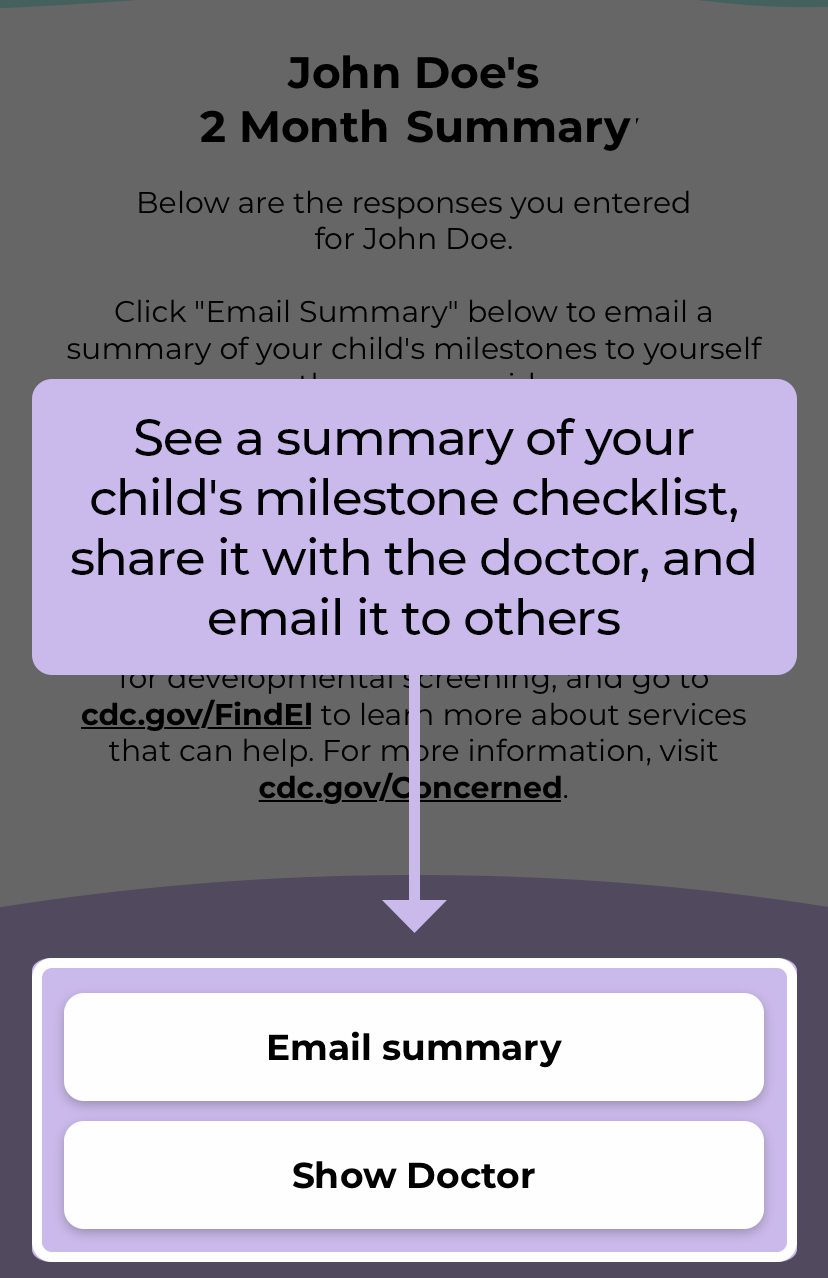 John Doe's
2 Month Summary
Below are the responses you entered
for John Doe.
Click "Email Summary" below to email a
summary of your child's milestones to yourself
See a summary of your
child's milestone checklist,
share it with the doctor, and
email it to others
for developmental screening, and go to
cdc.gov/FindEI to learn more about services
that can help. For more information, visit
cdc.gov/Concerned.
Email summary
Show Doctor